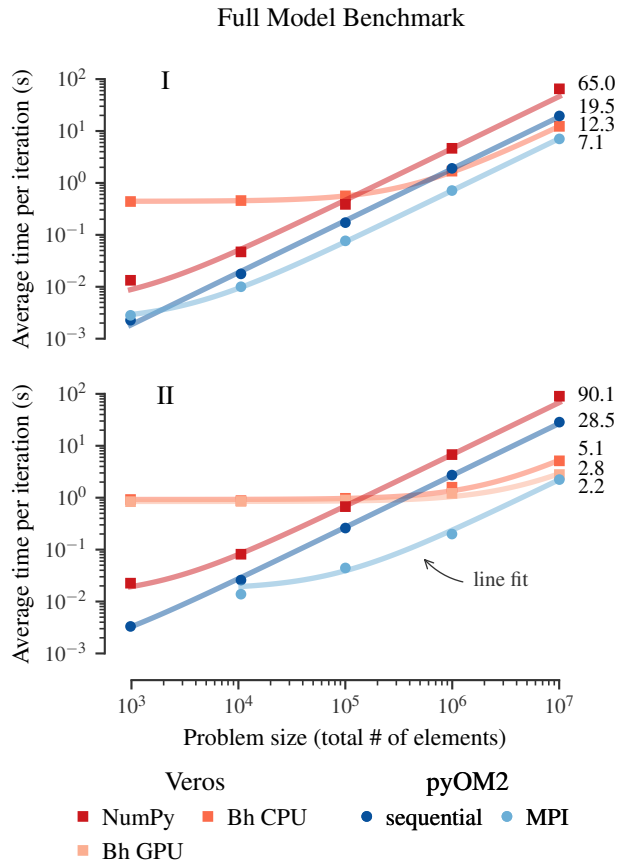 Full Model Benchmark
I
Average time per iteration (s)
10^2
10^1
10^0
10^-1
10^-2
10^-3
65.0
19.5
12.3
7.1
II
Average time per iteration (s)
10^2
10^1
10^0
10^-1
10^-2
10^-3
90.1
28.5
5.1
2.8
2.2
line fit
10^3 10^4 10^5 10^6 10^7
Problem size (total # of elements)
Veros pyOM2
NumPy Bh CPU sequential MPI
Bh GPU